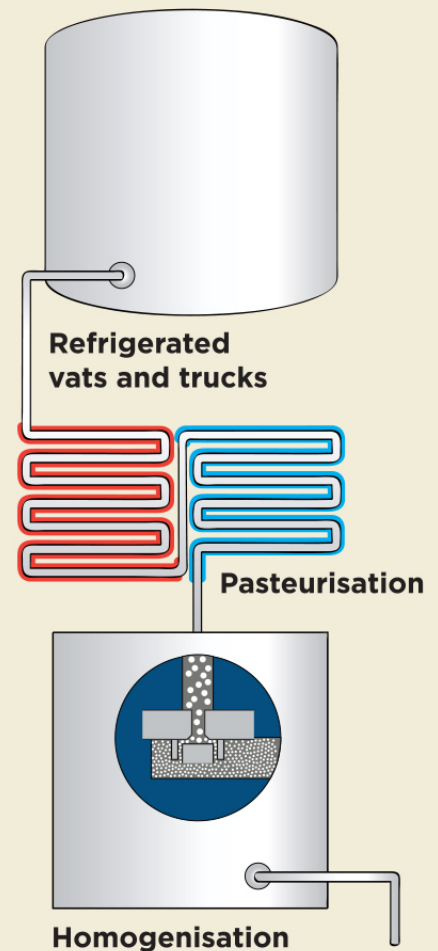 Refrigerated
vats and trucks
Pasteurisation
Homogenisation